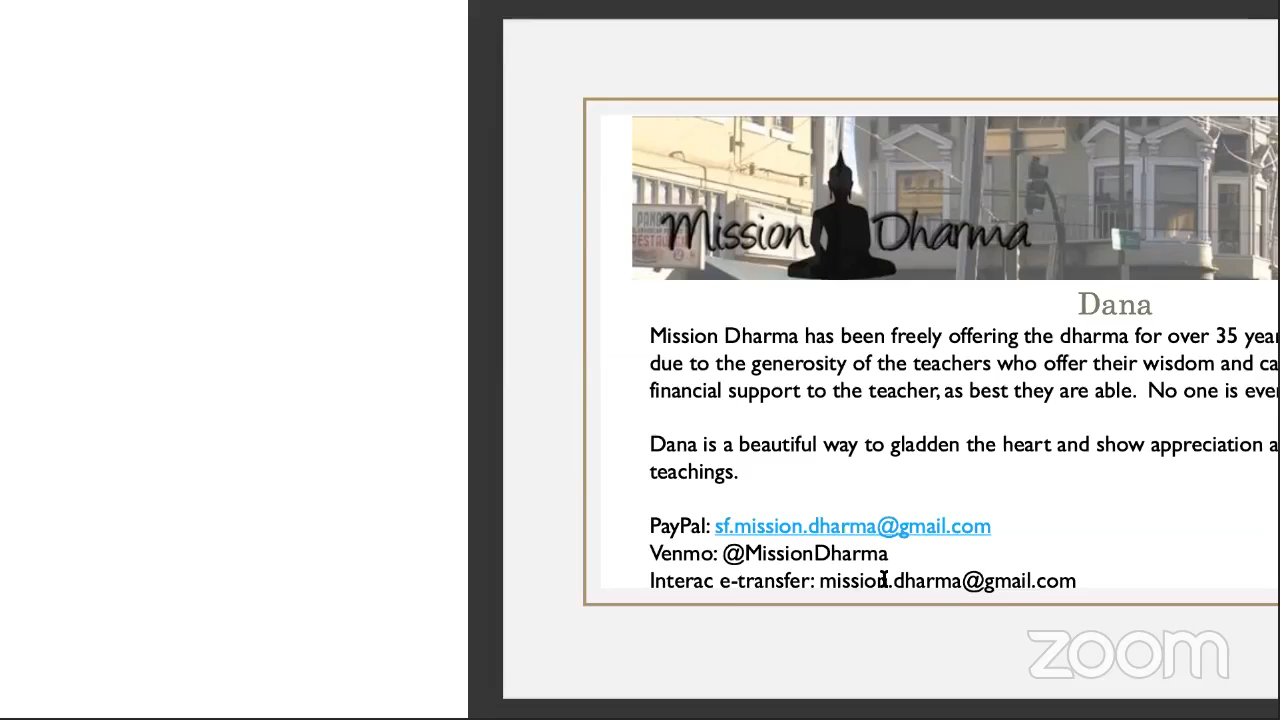 Mission Dharma
Dana
Mission Dharma has been freely offering the dharma for over 35
due to the generosity of the teachers who offer their wisdom and
financial support to the teacher, as best they are able. No one is
Dana is a beautiful way to gladden the heart and show appreciation
teachings.
PayPal: sf.mission.dharma@gmail.com
Venmo: @MissionDharma
Interac e-transfer: mission.dharma@gmail.com
zoom